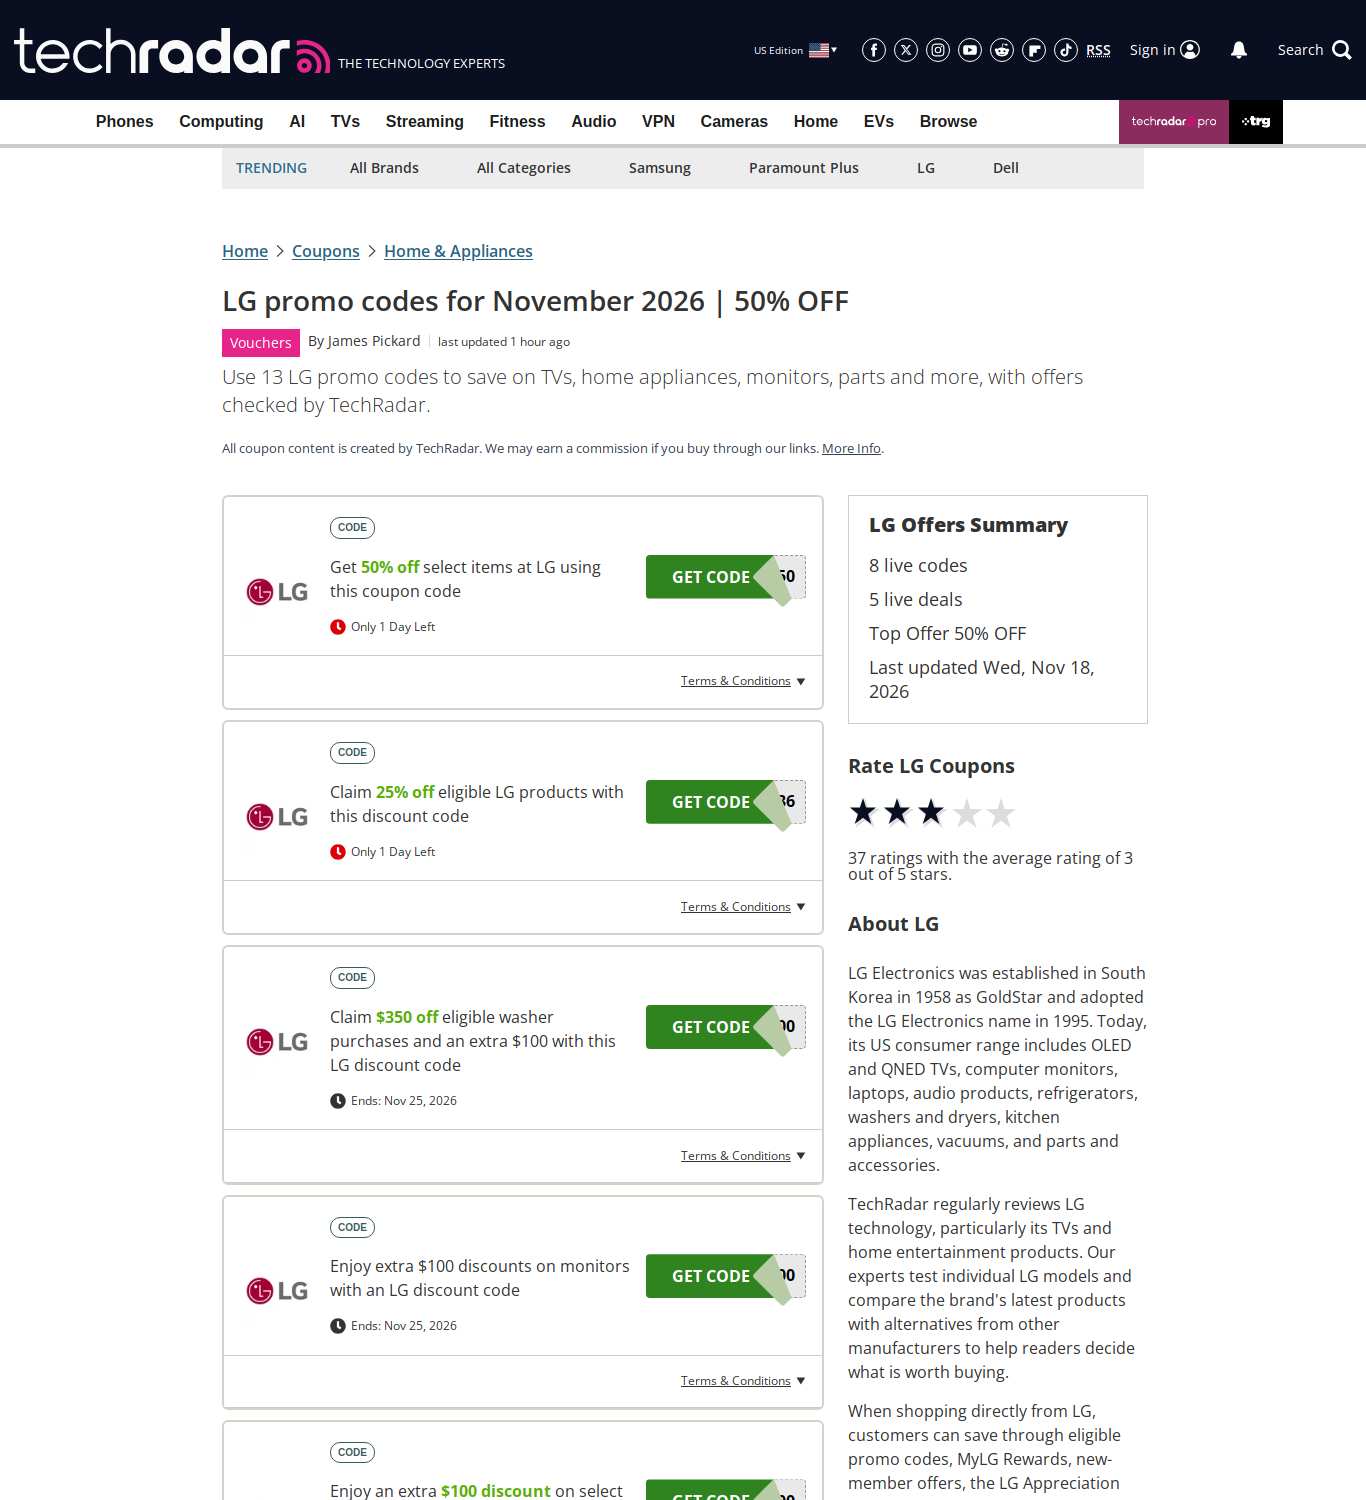 techradar THE TECHNOLOGY EXPERTS
US Edition
RSS
Sign in
Search
Phones Computing AI TVs Streaming Fitness Audio VPN Cameras Home EVs Browse
techradar pro
trg
TRENDING All Brands All Categories Samsung Paramount Plus LG Dell
Home > Coupons > Home & Appliances
LG promo codes for November 2026 | 50% OFF
Vouchers By James Pickard last updated 1 hour ago
Use 13 LG promo codes to save on TVs, home appliances, monitors, parts and more, with offers
checked by TechRadar.
All coupon content is created by TechRadar. We may earn a commission if you buy through our links. More Info.
CODE
LG
Get 50% off select items at LG using
this coupon code
Only 1 Day Left
GET CODE
Terms & Conditions
CODE
LG
Claim 25% off eligible LG products with
this discount code
Only 1 Day Left
GET CODE
Terms & Conditions
CODE
LG
Claim $350 off eligible washer
purchases and an extra $100 with this
LG discount code
Ends: Nov 25, 2026
GET CODE
Terms & Conditions
CODE
LG
Enjoy extra $100 discounts on monitors
with an LG discount code
Ends: Nov 25, 2026
GET CODE
Terms & Conditions
CODE
Enjoy an extra $100 discount on select
GET CODE
LG Offers Summary
8 live codes
5 live deals
Top Offer 50% OFF
Last updated Wed, Nov 18,
2026
Rate LG Coupons
37 ratings with the average rating of 3
out of 5 stars.
About LG
LG Electronics was established in South
Korea in 1958 as GoldStar and adopted
the LG Electronics name in 1995. Today,
its US consumer range includes OLED
and QNED TVs, computer monitors,
laptops, audio products, refrigerators,
washers and dryers, kitchen
appliances, vacuums, and parts and
accessories.
TechRadar regularly reviews LG
technology, particularly its TVs and
home entertainment products. Our
experts test individual LG models and
compare the brand's latest products
with alternatives from other
manufacturers to help readers decide
what is worth buying.
When shopping directly from LG,
customers can save through eligible
promo codes, MyLG Rewards, new-
member offers, the LG Appreciation